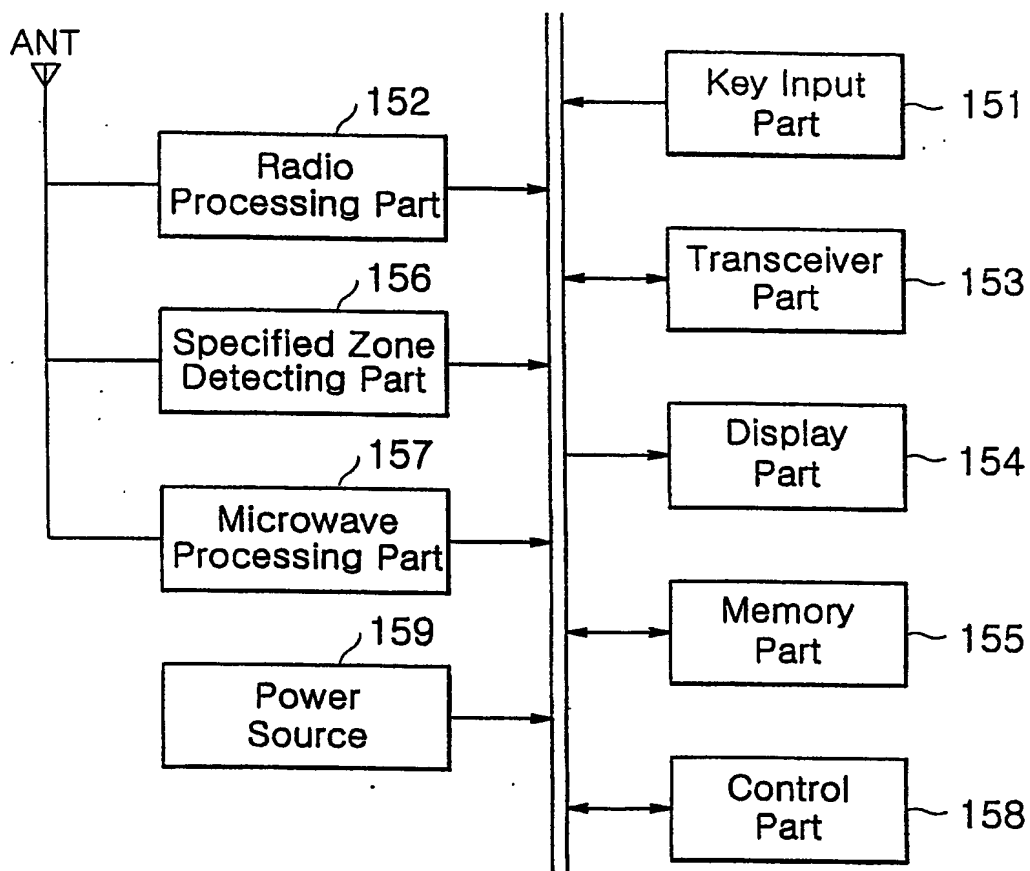 ANT
152
Radio
Processing Part
156
Specified Zone
Detecting Part
157
Microwave
Processing Part
159
Power
Source
Key Input
Part
151
Transceiver
Part
153
Display
Part
154
Memory
Part
155
Control
Part
158